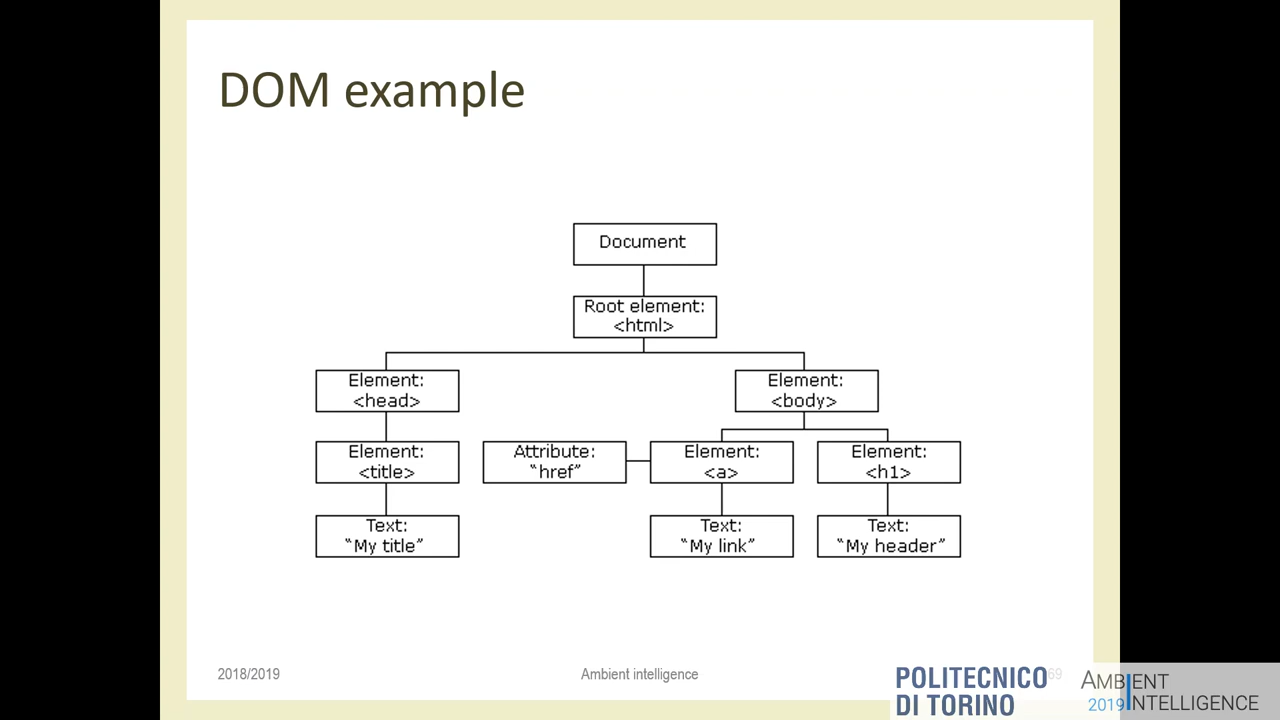 DOM example
Document
Root element:
<html>
Element:
<head>
Element:
<body>
Element:
<title>
Attribute:
“href”
Element:
<a>
Element:
<h1>
Text:
“My title”
Text:
“My link”
Text:
“My header”
2018/2019
Ambient intelligence
69
POLITECNICO
DI TORINO
AMBIENT
2019 INTELLIGENCE